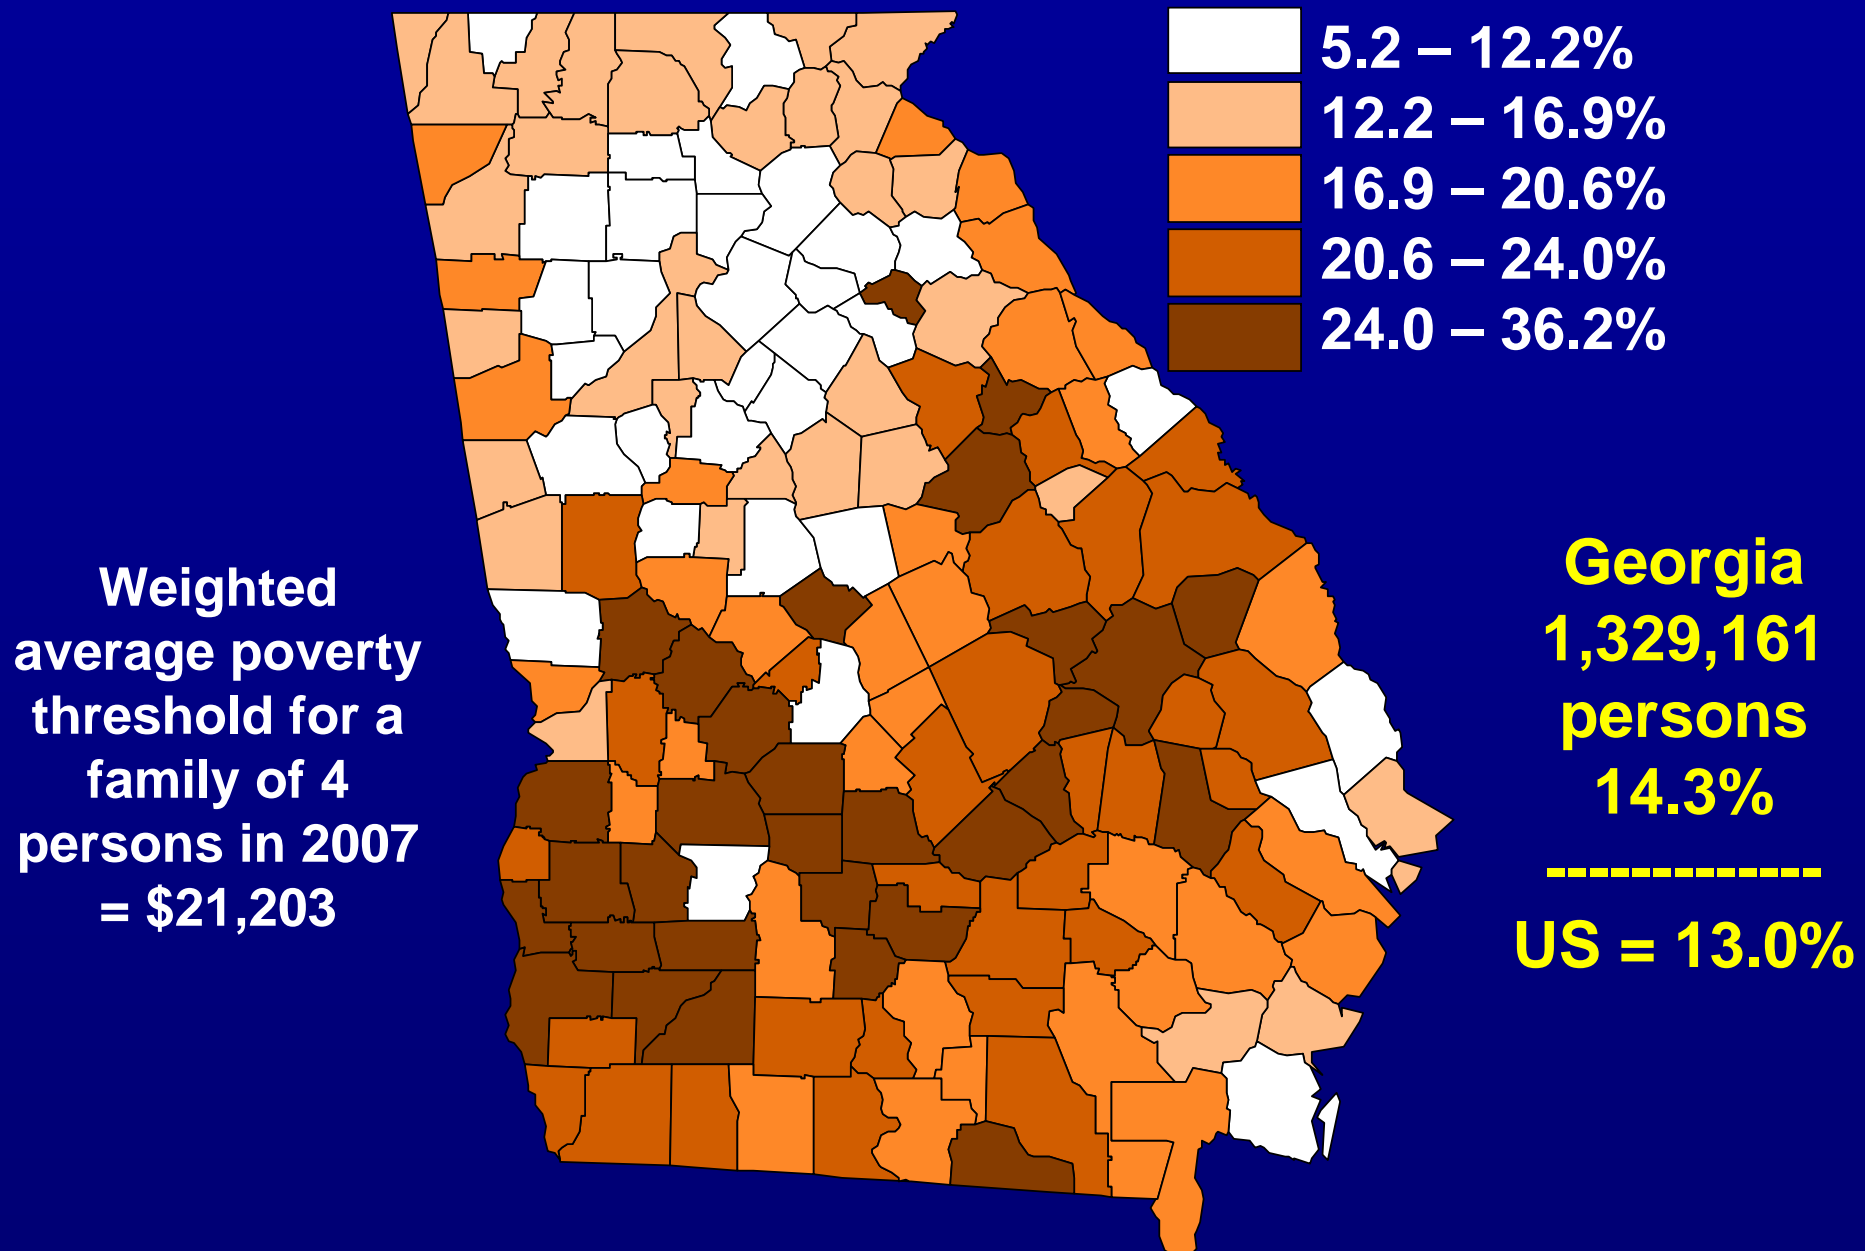 5.2 – 12.2%
12.2 – 16.9%
16.9 – 20.6%
20.6 – 24.0%
24.0 – 36.2%
Weighted
average poverty
threshold for a
family of 4
persons in 2007
= $21,203
Georgia
1,329,161
persons
14.3%
-------------
US = 13.0%